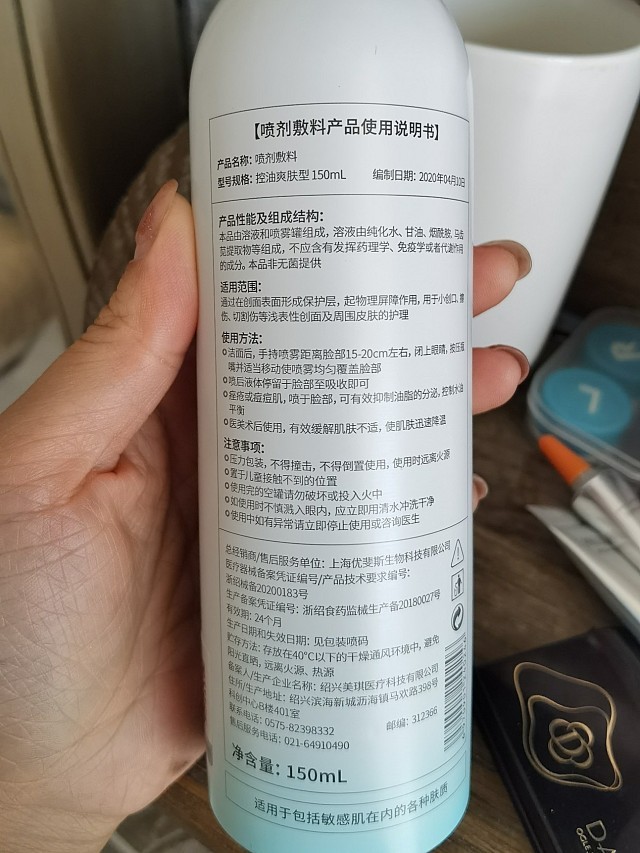 【喷剂敷料产品使用说明书】
产品名称：喷剂敷料
型号规格：控油爽肤型 150mL 编制日期：2020年04月10日
产品性能及组成结构：
本品由溶液和喷雾罐组成，溶液由纯化水、甘油、烟酰胺、马齿
苋提取物等组成，不应含有发挥药理学、免疫学或者代谢作用
的成分。本品非无菌提供
适用范围：
通过在创面表面形成保护层，起物理屏障作用，用于小创口、擦
伤、切割伤等浅表性创面及周围皮肤的护理
使用方法：
洁面后，手持喷雾距离脸部15-20cm左右，闭上眼睛，按压瓶
嘴并适当移动使喷雾均匀覆盖脸部
喷后液体停留于脸部至吸收即可
痤疮或痘痘肌，喷于脸部，可有效抑制油脂的分泌，控制水油
平衡
医美术后使用，有效缓解肌肤不适，使肌肤迅速降温
注意事项：
压力包装，不得撞击，不得倒置使用，使用时远离火源
置于儿童接触不到的位置
使用完的空罐请勿破坏或投入火中
如使用时不慎溅入眼内，应立即用清水冲洗干净
使用中如有异常请立即停止使用或咨询医生
总经销商/售后服务单位：上海优斐斯生物科技有限公司
医疗器械备案凭证编号/产品技术要求编号：
浙绍械备20200183号
生产备案凭证编号：浙绍食药监械生产备20180027号
有效期：24个月
生产日期和失效日期：见包装喷码
贮存方法：存放在40°C以下的干燥通风环境中，避免
阳光直晒，远离火源、热源
备案人/生产企业名称：绍兴美琪医疗科技有限公司
住所/生产地址：绍兴滨海新城沥海镇马欢路398号
科创中心B楼401室
联系电话：0575-82398332 邮编：312366
售后服务电话：021-64910490
净含量：150mL
适用于包括敏感肌在内的各种肤质